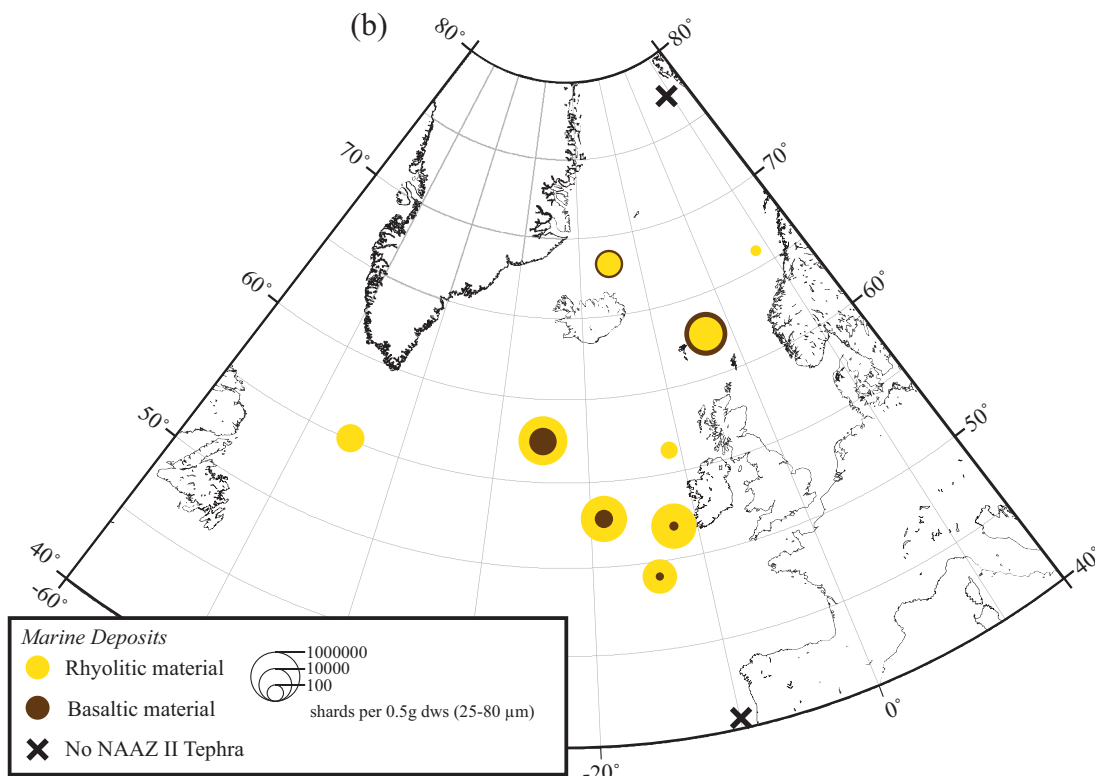 (b)
80°
80°
70°
70°
60°
60°
50°
50°
40°
-60°
40°
0°
-20°
Marine Deposits
Rhyolitic material
Basaltic material
No NAAZ II Tephra
1000000
10000
100
shards per 0.5g dws (25-80 µm)